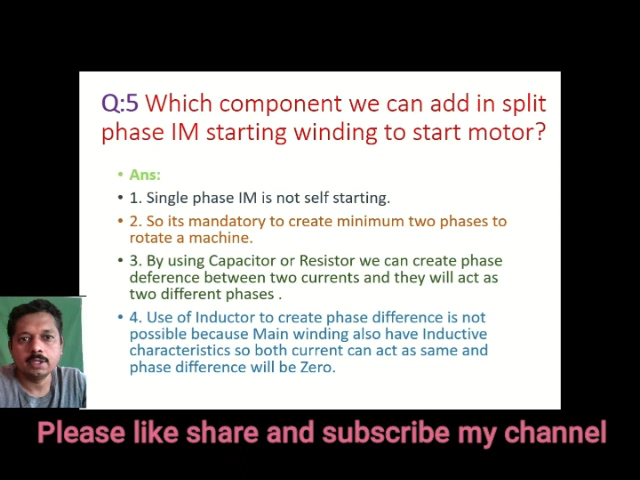 Q:5 Which component we can add in split
phase IM starting winding to start motor?
• Ans:
• 1. Single phase IM is not self starting.
• 2. So its mandatory to create minimum two phases to
rotate a machine.
• 3. By using Capacitor or Resistor we can create phase
deference between two currents and they will act as
two different phases .
• 4. Use of Inductor to create phase difference is not
possible because Main winding also have Inductive
characteristics so both current can act as same and
phase difference will be Zero.
Please like share and subscribe my channel